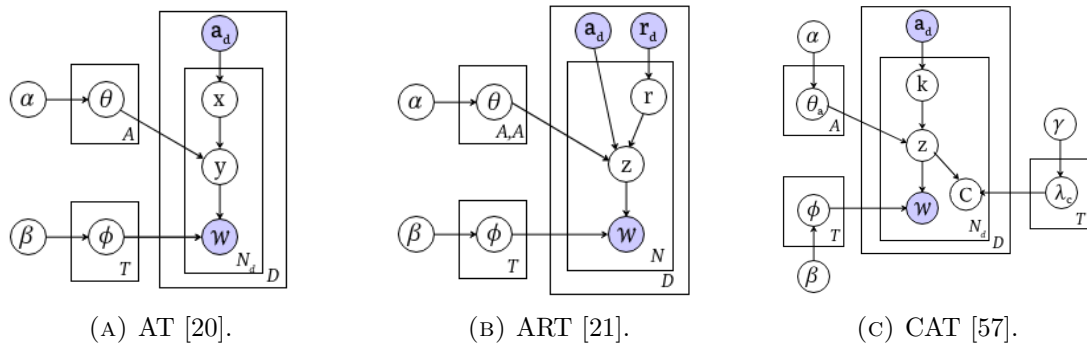 a_d
α θ x
A
y
β ϕ w
T N_d D
(A) AT [20].
a_d r_d
α θ r
A,A
z
β ϕ w
T N
D
(B) ART [21].
α a_d
θ_a k
A
z γ
ϕ w C λ_c
T N_d D T
β
(C) CAT [57].